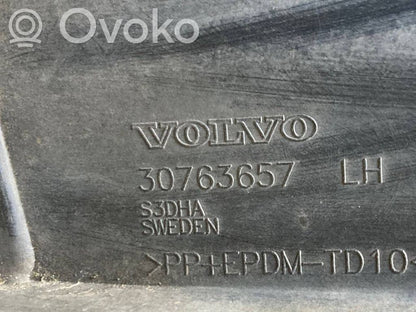 Ovoko
VOLVO
30763657 LH
S3DHA
SWEDEN
>PP+EPDM-TD10<